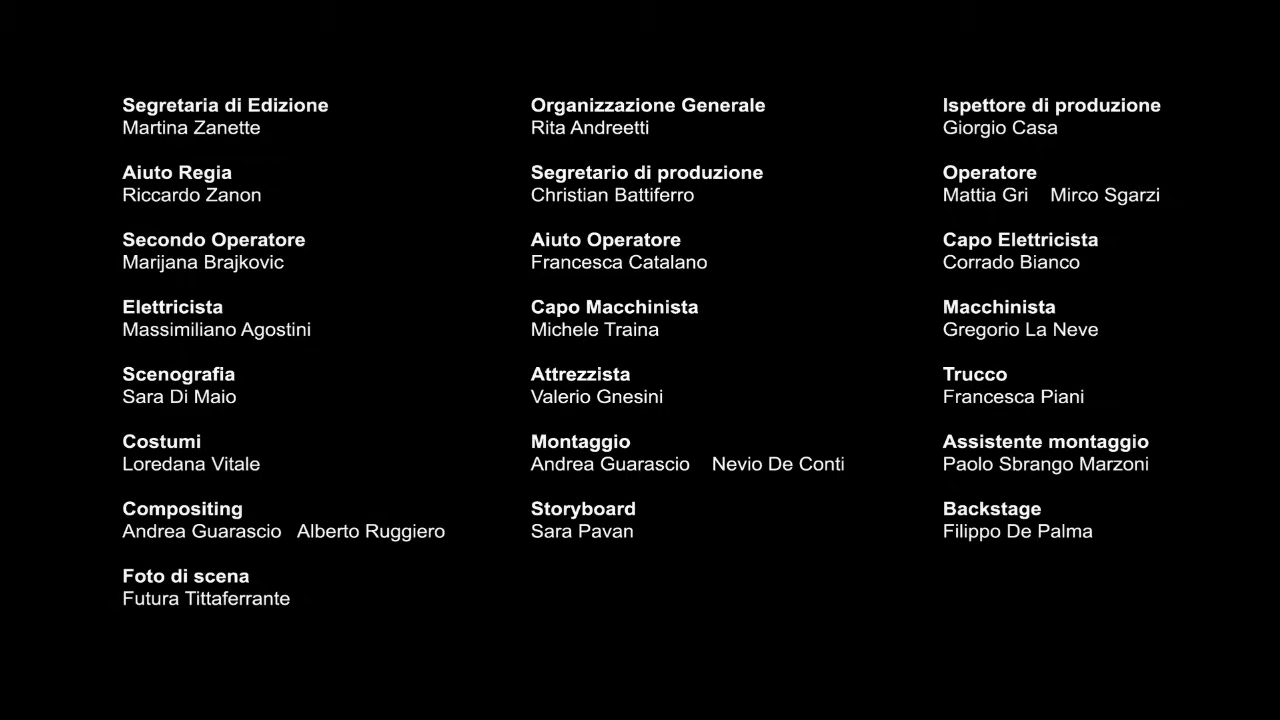 Segretaria di Edizione
Martina Zanette
Organizzazione Generale
Rita Andreetti
Ispettore di produzione
Giorgio Casa
Aiuto Regia
Riccardo Zanon
Segretario di produzione
Christian Battiferro
Operatore
Mattia Gri Mirco Sgarzi
Secondo Operatore
Marijana Brajkovic
Aiuto Operatore
Francesca Catalano
Capo Elettricista
Corrado Bianco
Elettricista
Massimiliano Agostini
Capo Macchinista
Michele Traina
Macchinista
Gregorio La Neve
Scenografia
Sara Di Maio
Attrezzista
Valerio Gnesini
Trucco
Francesca Piani
Costumi
Loredana Vitale
Montaggio
Andrea Guarascio Nevio De Conti
Assistente montaggio
Paolo Sbrango Marzoni
Compositing
Andrea Guarascio Alberto Ruggiero
Storyboard
Sara Pavan
Backstage
Filippo De Palma
Foto di scena
Futura Tittaferrante